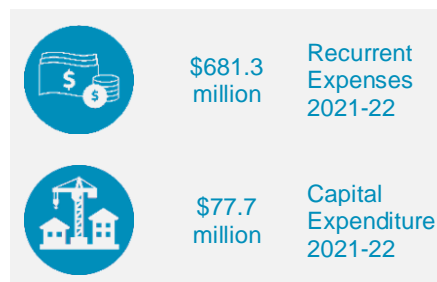 $681.3
million
Recurrent
Expenses
2021-22
$
$
$77.7
million
Capital
Expenditure
2021-22